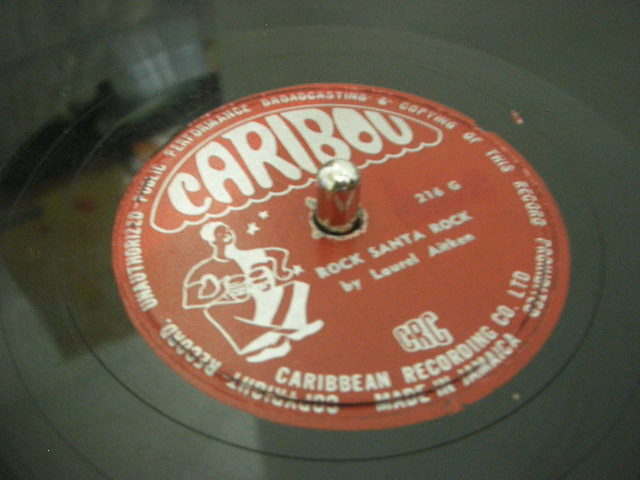 UNAUTHORIZED PUBLIC PERFORMANCE BROADCASTING & COPYING OF THIS RECORD PROHIBITED
CARIBOU
216 G
ROCK SANTA ROCK
by Laurel Aitken
CRC
CARIBBEAN RECORDING CO. LTD
COPYRIGHT RECORD. MADE IN JAMAICA